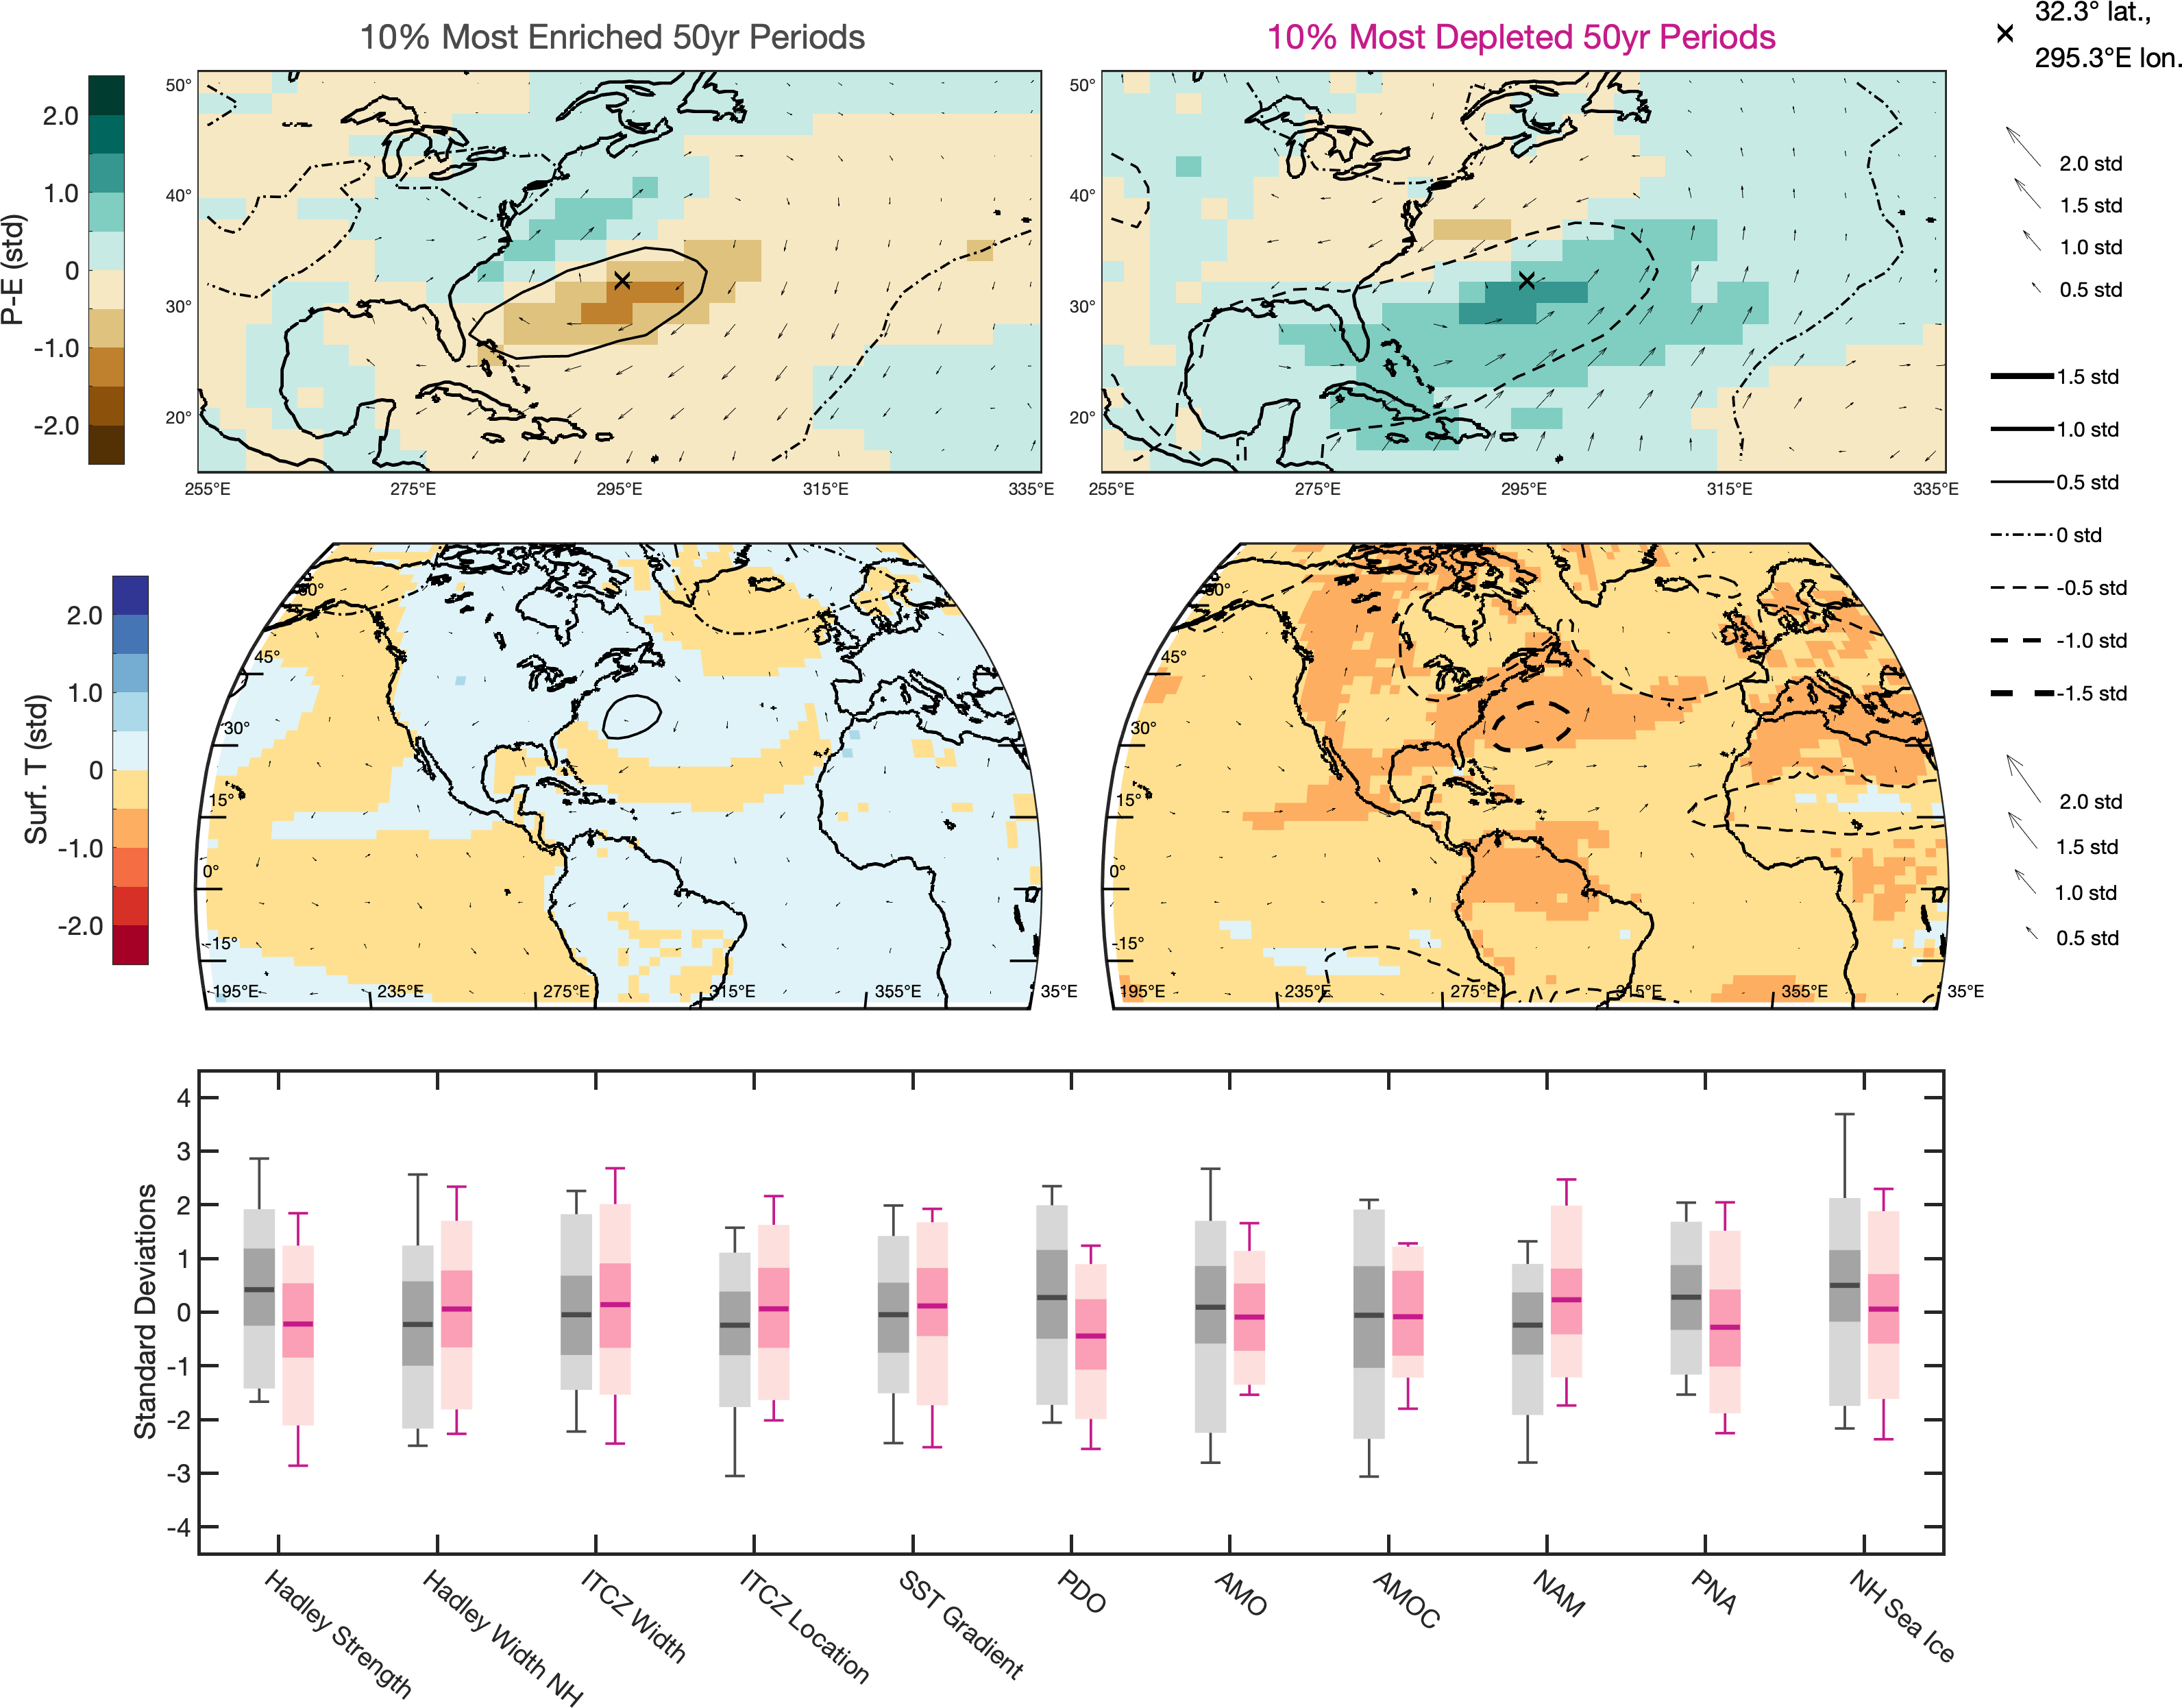 10% Most Enriched 50yr Periods
10% Most Depleted 50yr Periods
32.3° lat.,
295.3°E lon.
P-E (std)
2.0
1.0
0
-1.0
-2.0
50°
40°
30°
20°
255°E
275°E
295°E
315°E
335°E
50°
40°
30°
20°
255°E
275°E
295°E
315°E
335°E
2.0 std
1.5 std
1.0 std
0.5 std
1.5 std
1.0 std
0.5 std
0 std
-0.5 std
-1.0 std
-1.5 std
Surf. T (std)
2.0
1.0
0
-1.0
-2.0
60°
45°
30°
15°
0°
-15°
195°E
235°E
275°E
315°E
355°E
35°E
60°
45°
30°
15°
0°
-15°
195°E
235°E
275°E
315°E
355°E
35°E
2.0 std
1.5 std
1.0 std
0.5 std
Standard Deviations
4
3
2
1
0
-1
-2
-3
-4
Hadley Strength
Hadley Width NH
ITCZ Width
ITCZ Location
SST Gradient
PDO
AMO
AMOC
NAM
PNA
NH Sea Ice